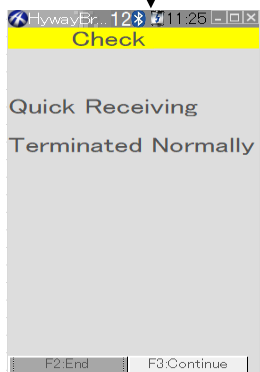 HywayBr... 12 11:25
Check
Quick Receiving
Terminated Normally
F2:End F3:Continue